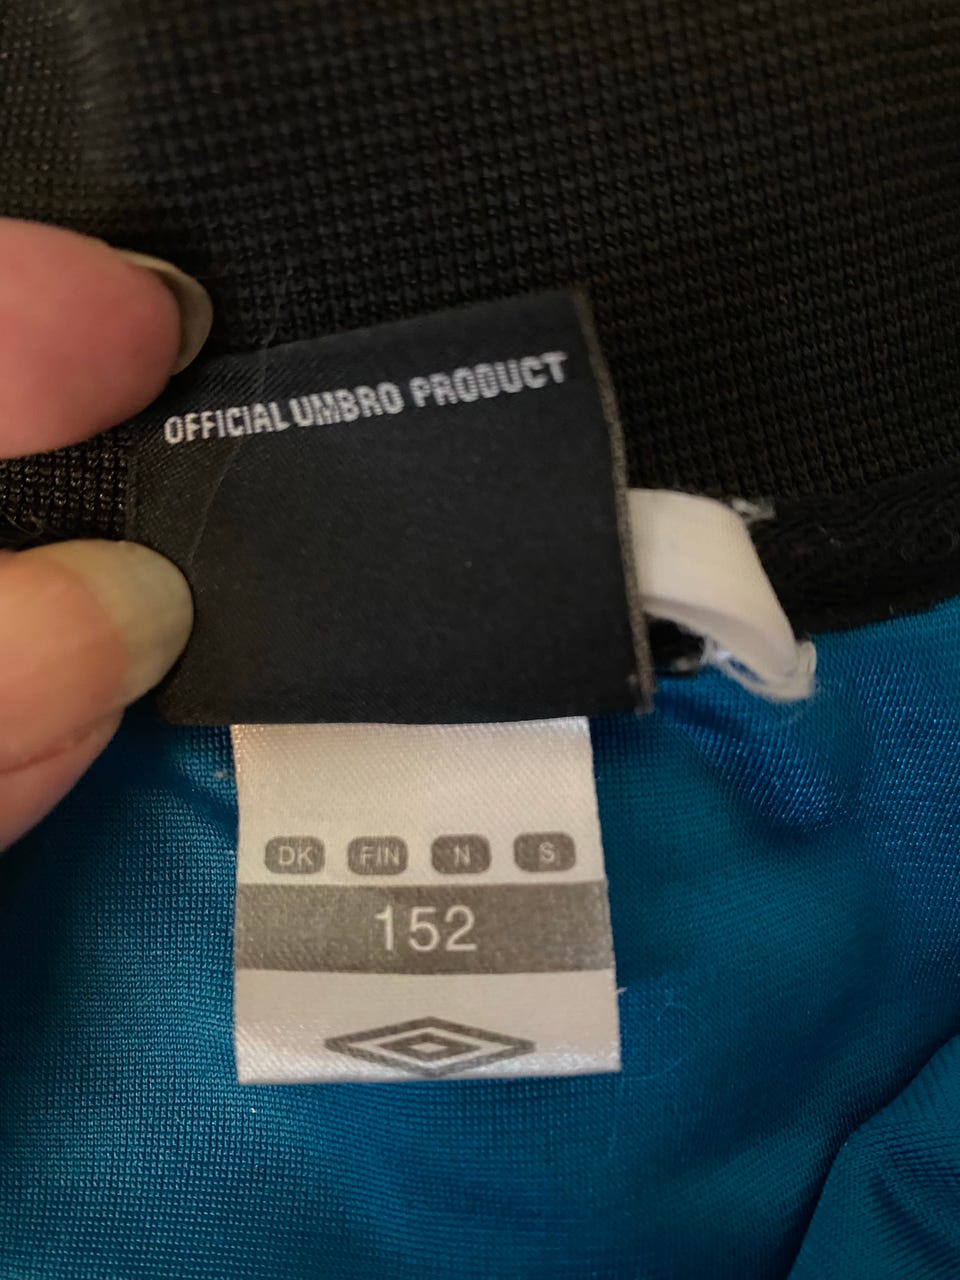 OFFICIAL UMBRO PRODUCT
DK FIN N S
152